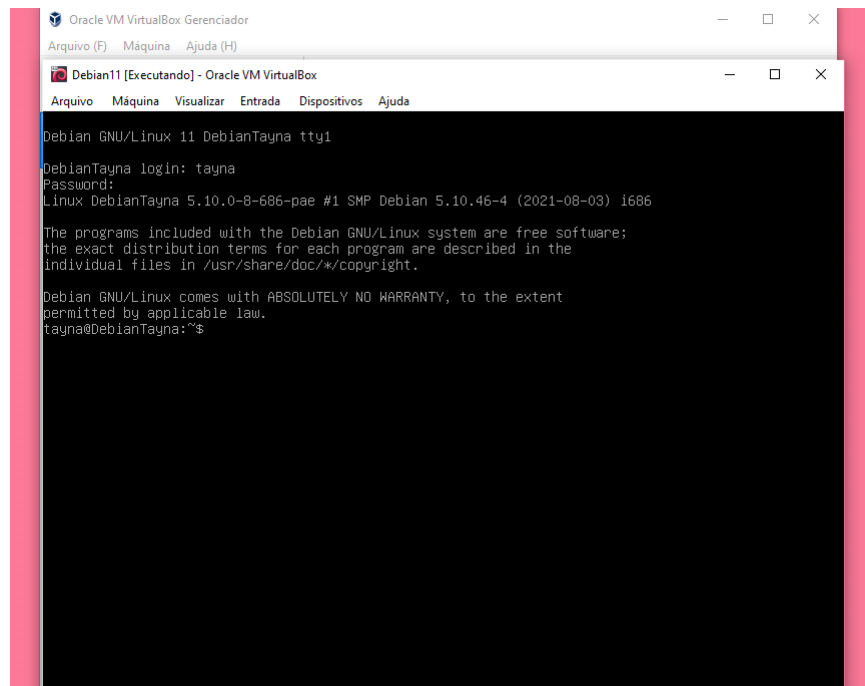 Oracle VM VirtualBox Gerenciador
Arquivo (F) Máquina Ajuda (H)
Debian11 [Executando] - Oracle VM VirtualBox
Arquivo Máquina Visualizar Entrada Dispositivos Ajuda
Debian GNU/Linux 11 DebianTayna tty1
DebianTayna login: tayna
Password:
Linux DebianTayna 5.10.0-8-686-pae #1 SMP Debian 5.10.46-4 (2021-08-03) i686
The programs included with the Debian GNU/Linux system are free software;
the exact distribution terms for each program are described in the
individual files in /usr/share/doc/*/copyright.
Debian GNU/Linux comes with ABSOLUTELY NO WARRANTY, to the extent
permitted by applicable law.
tayna@DebianTayna:~$